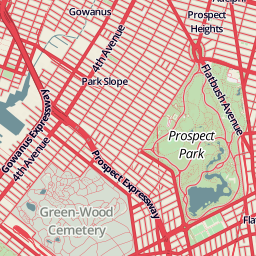 Gowanus
Prospect
Heights
4th Avenue
Park Slope
Flatbush Avenue
Gowanus Expressway
4th Avenue
Prospect
Park
Prospect Expressway
Green-Wood
Cemetery